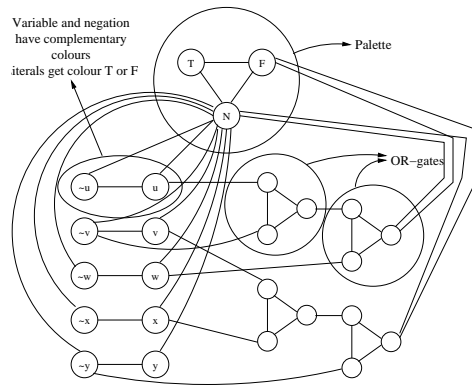 Variable and negation
have complementary
colours
iterals get colour T or F
Palette
T
F
N
OR-gates
~u
u
~v
v
~w
w
~x
x
~y
y